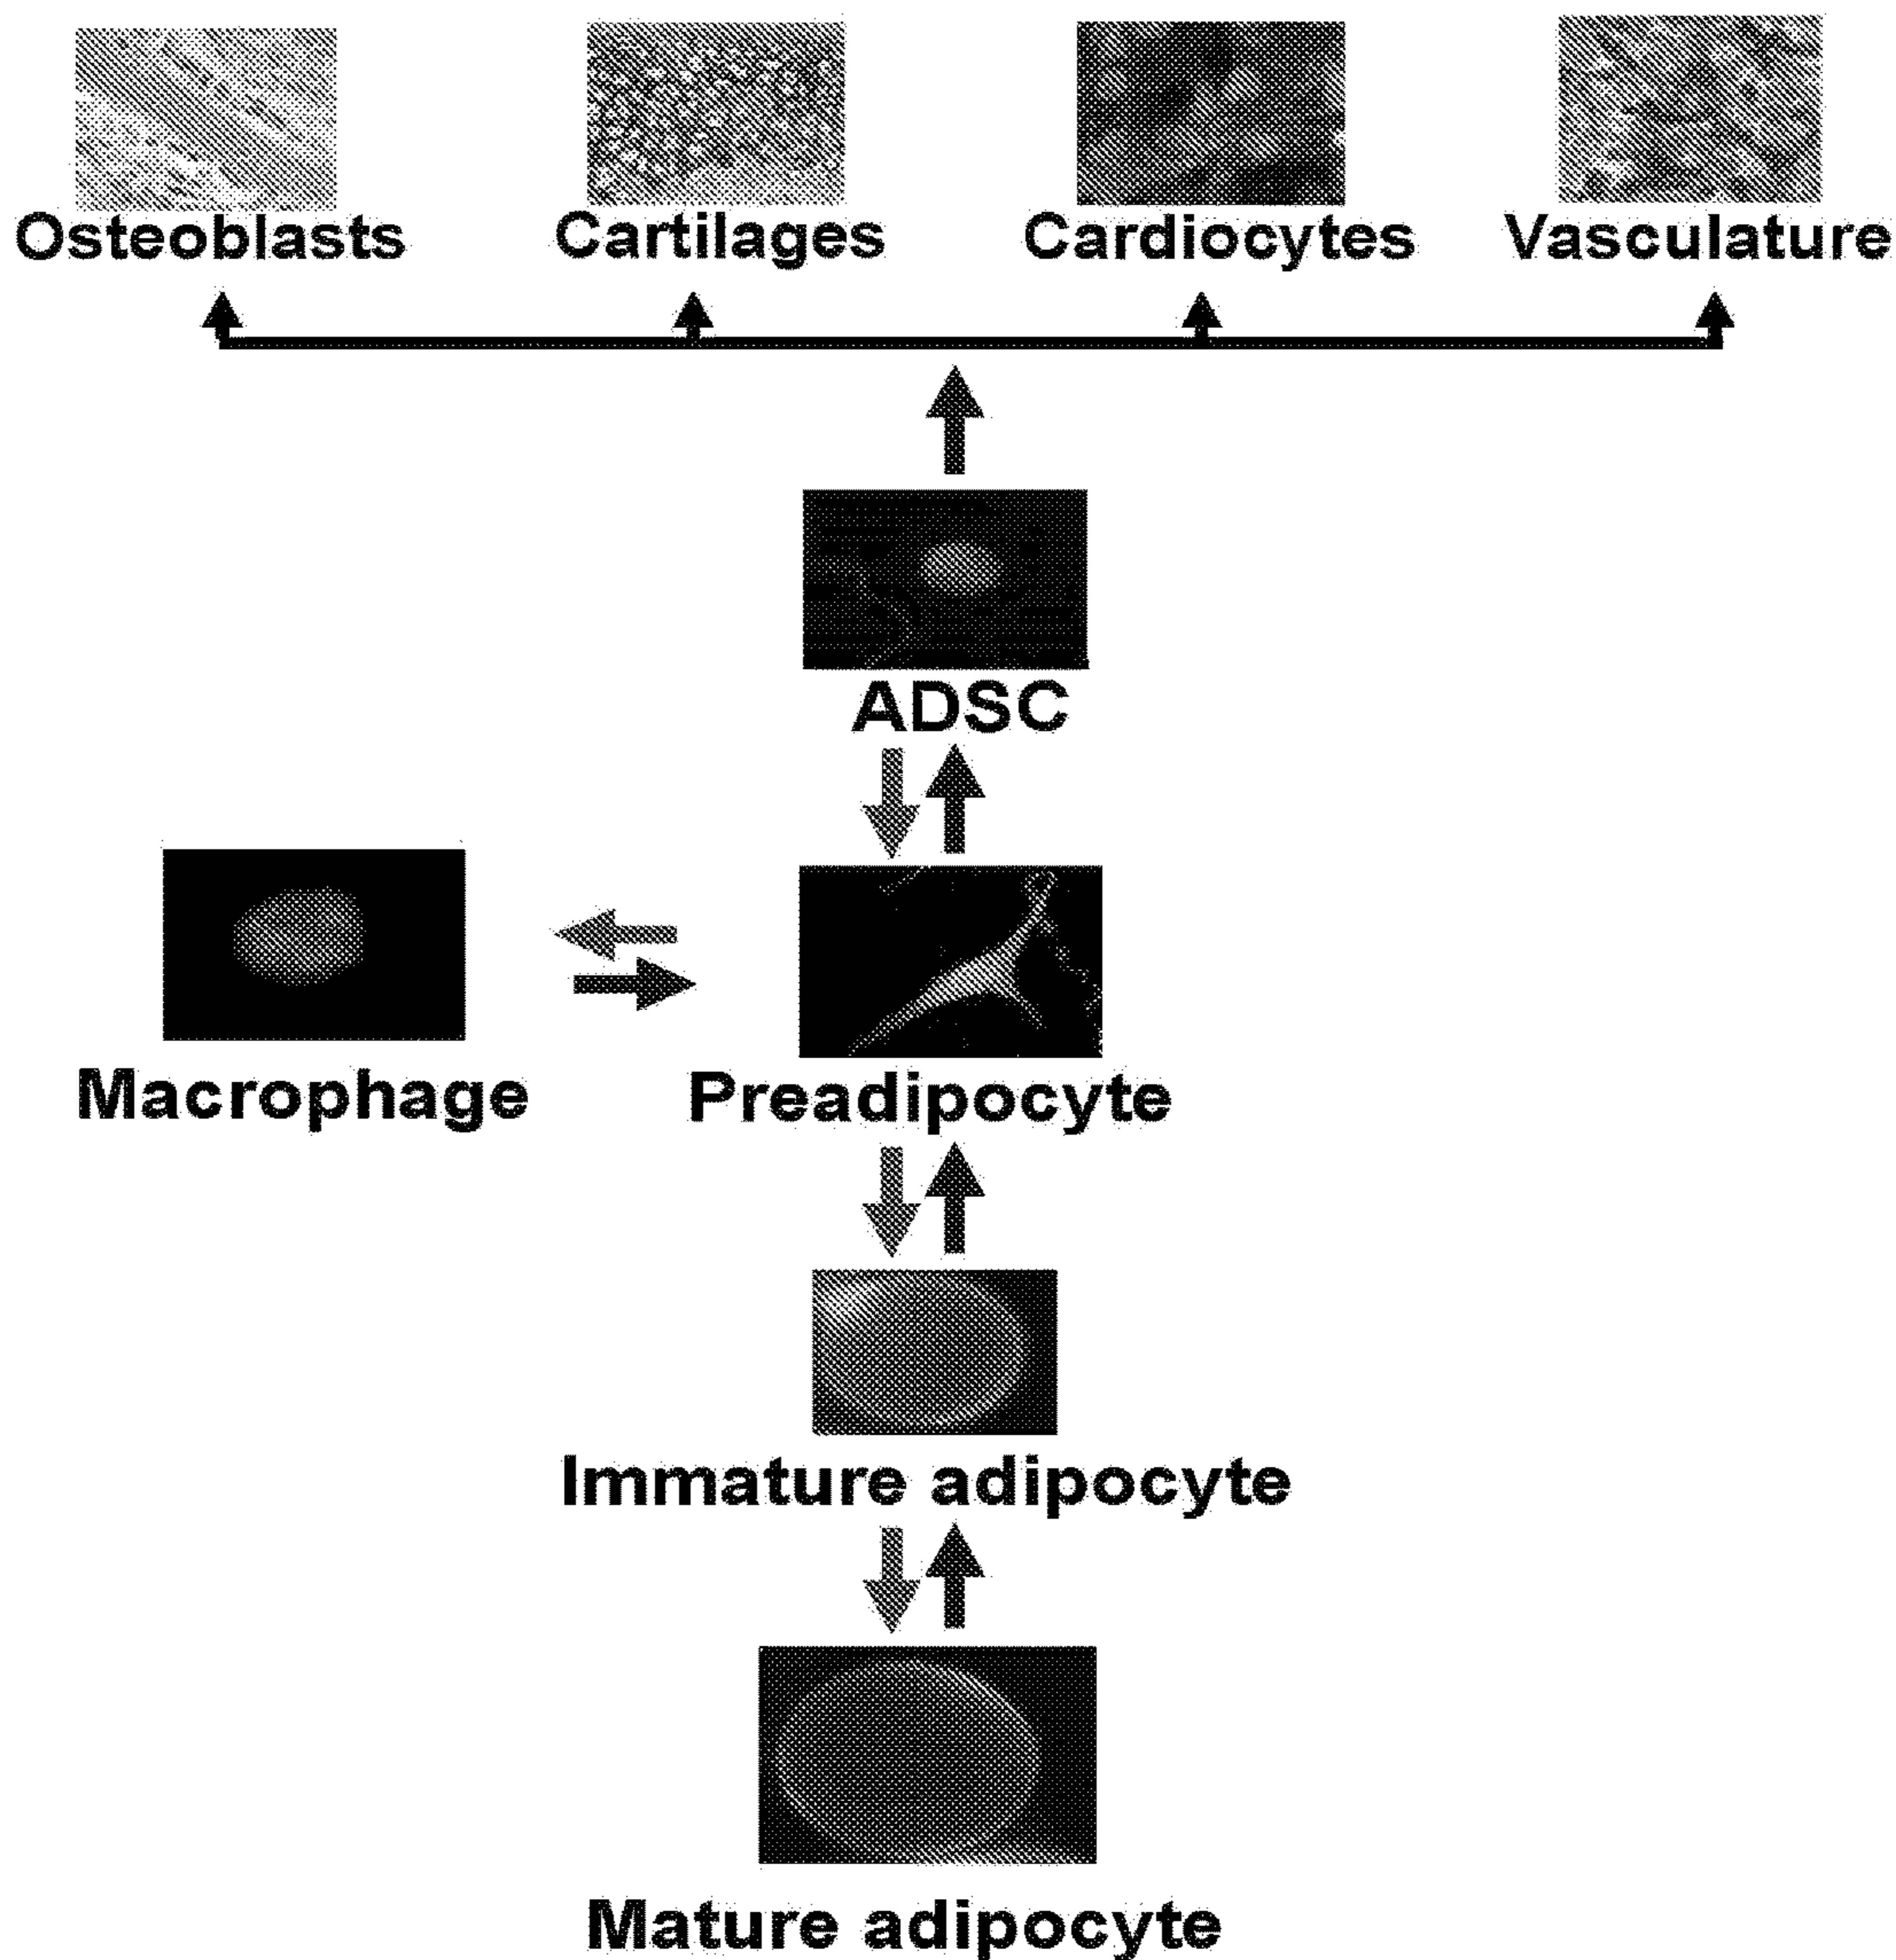 Osteoblasts
Cartilages
Cardiocytes
Vasculature
ADSC
Macrophage
Preadipocyte
Immature adipocyte
Mature adipocyte